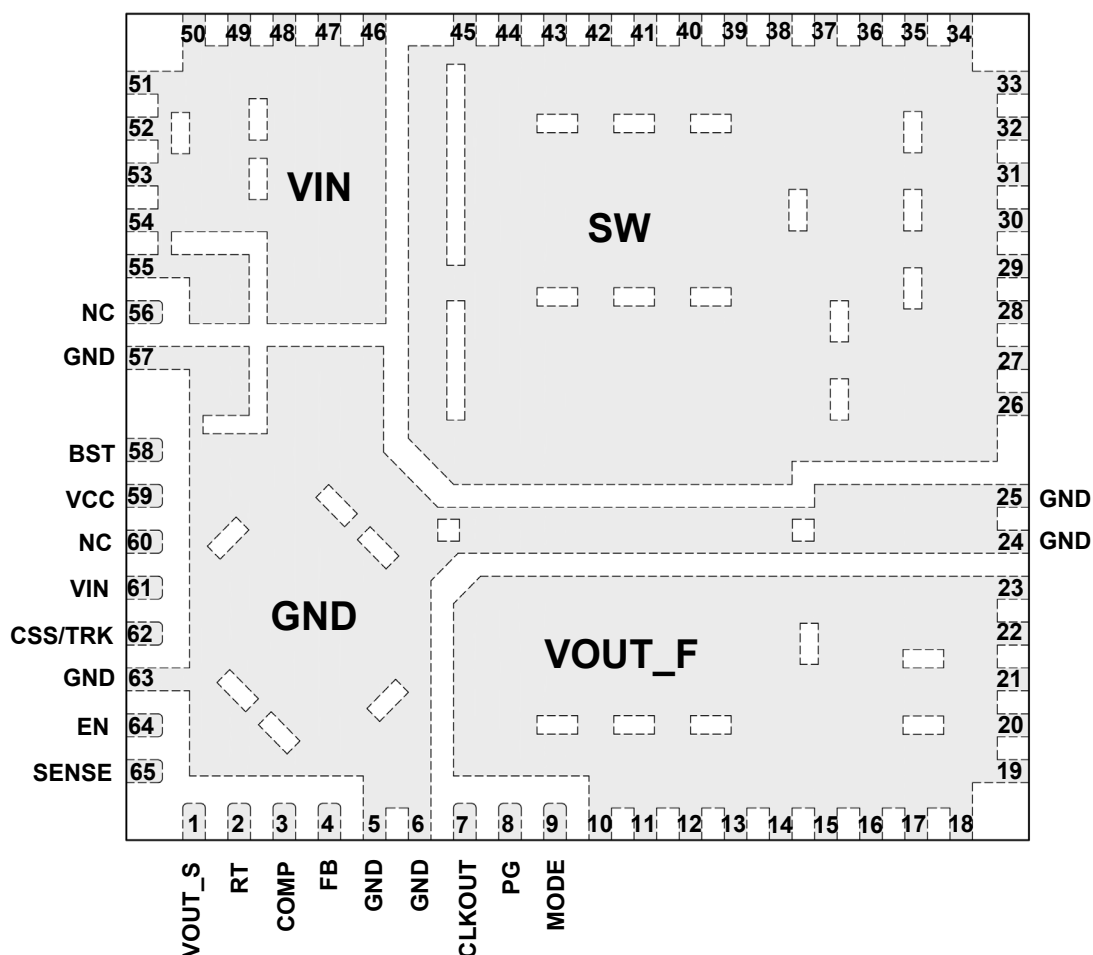 50 49 48 47 46 45 44 43 42 41 40 39 38 37 36 35 34
51 33
52 32
53 31
VIN
54 30
SW
55 29
NC 56 28
GND 57 27
26
BST 58
VCC 59 25 GND
NC 60 24 GND
VIN 61 23
GND
CSS/TRK 62 22
VOUT_F
GND 63 21
EN 64 20
SENSE 65 19
1 2 3 4 5 6 7 8 9 10 11 12 13 14 15 16 17 18
VOUT_S
RT
COMP
FB
GND
GND
CLKOUT
PG
MODE